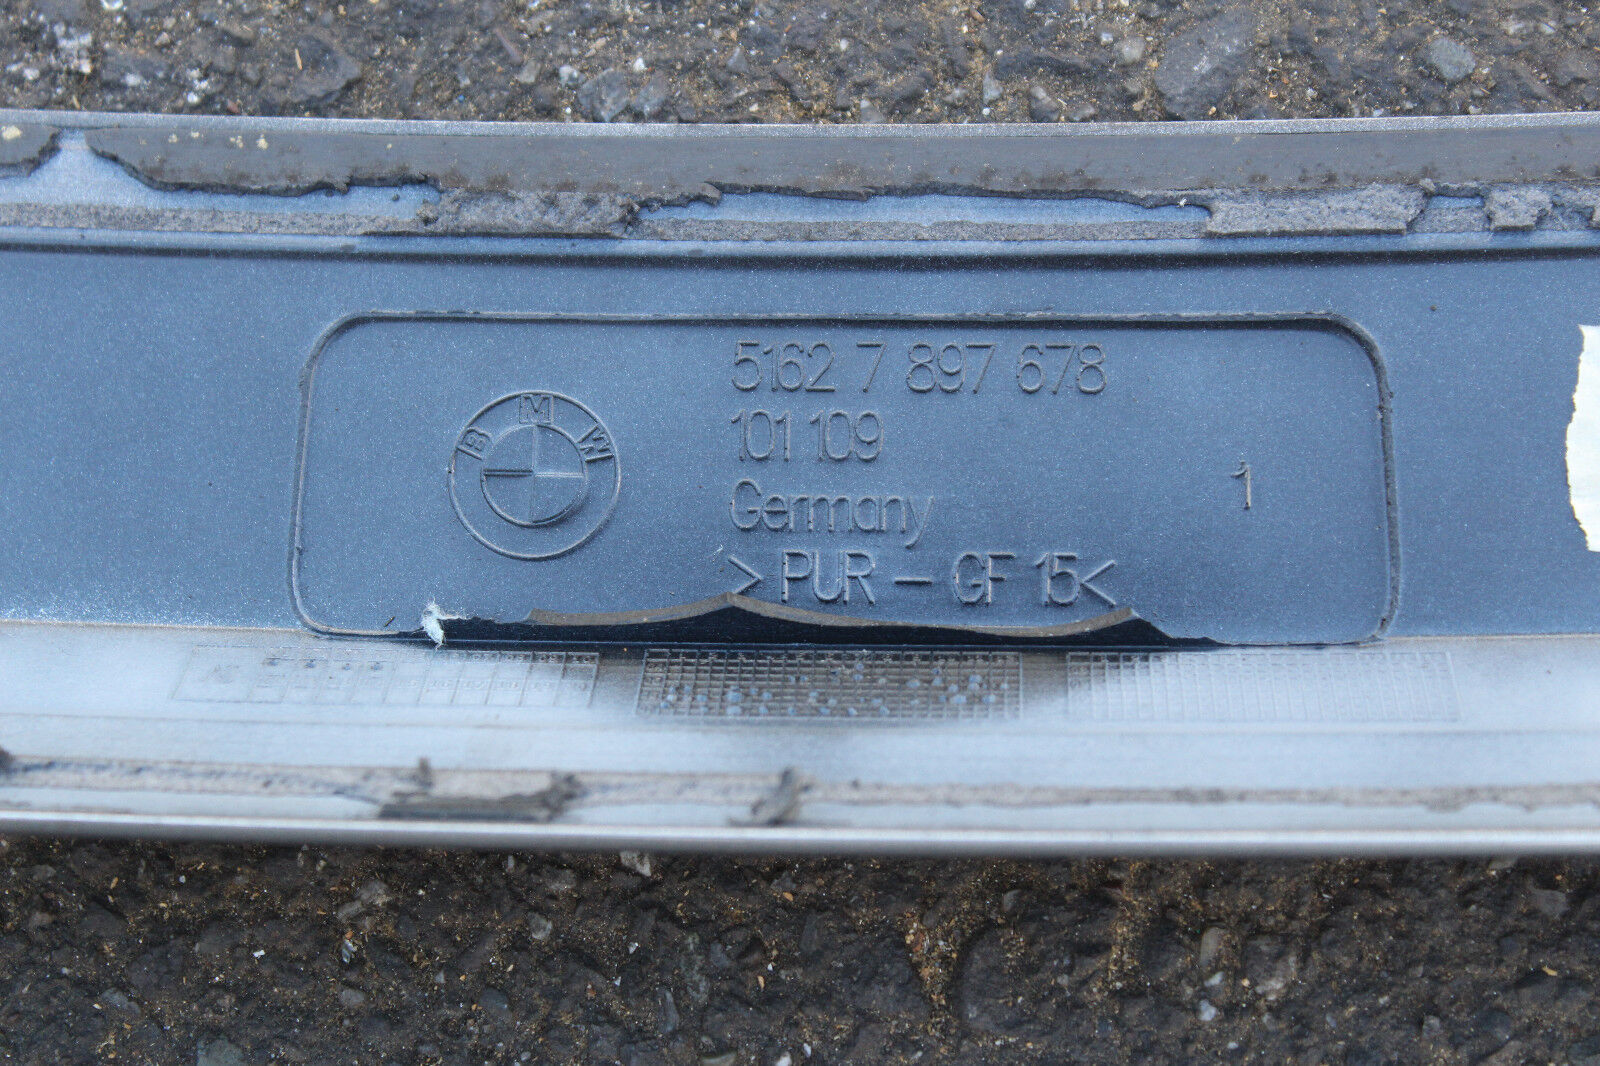 BMW
5162 7 897 678
101 109
Germany
>PUR - GF 15<
1